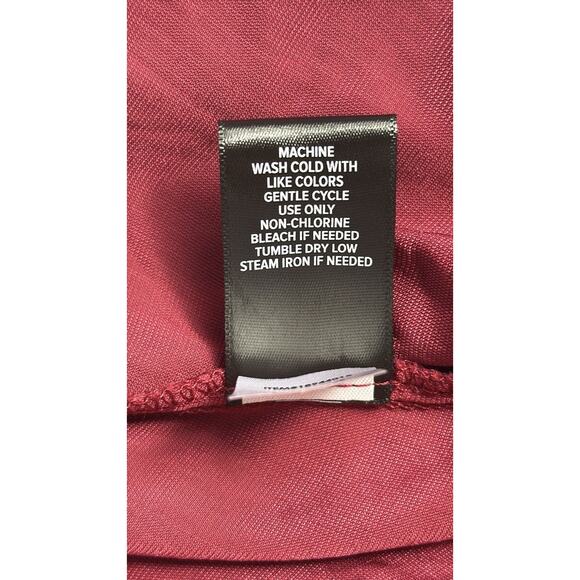 MACHINE
WASH COLD WITH
LIKE COLORS
GENTLE CYCLE
USE ONLY
NON-CHLORINE
BLEACH IF NEEDED
TUMBLE DRY LOW
STEAM IRON IF NEEDED